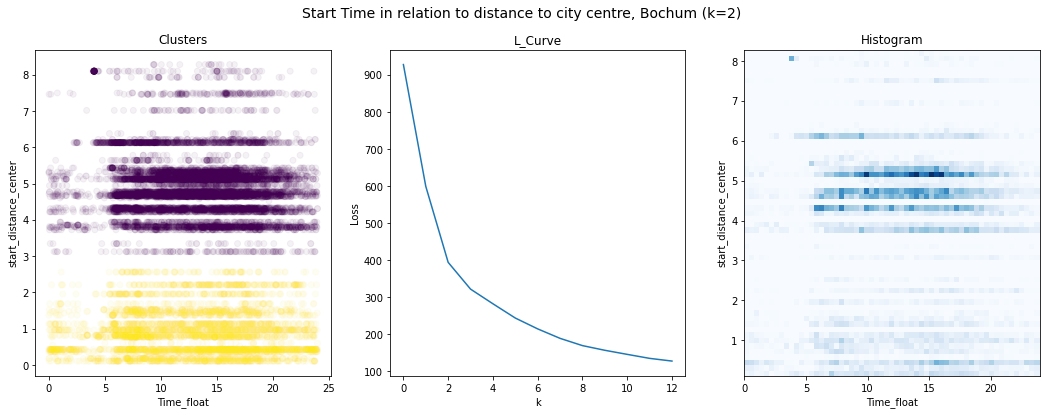 Start Time in relation to distance to city centre, Bochum (k=2)
Clusters
start_distance_center
8
7
6
5
4
3
2
1
0
0 5 10 15 20 25
Time_float
L_Curve
Loss
900
800
700
600
500
400
300
200
100
0 2 4 6 8 10 12
k
Histogram
start_distance_center
8
7
6
5
4
3
2
1
0 5 10 15 20
Time_float